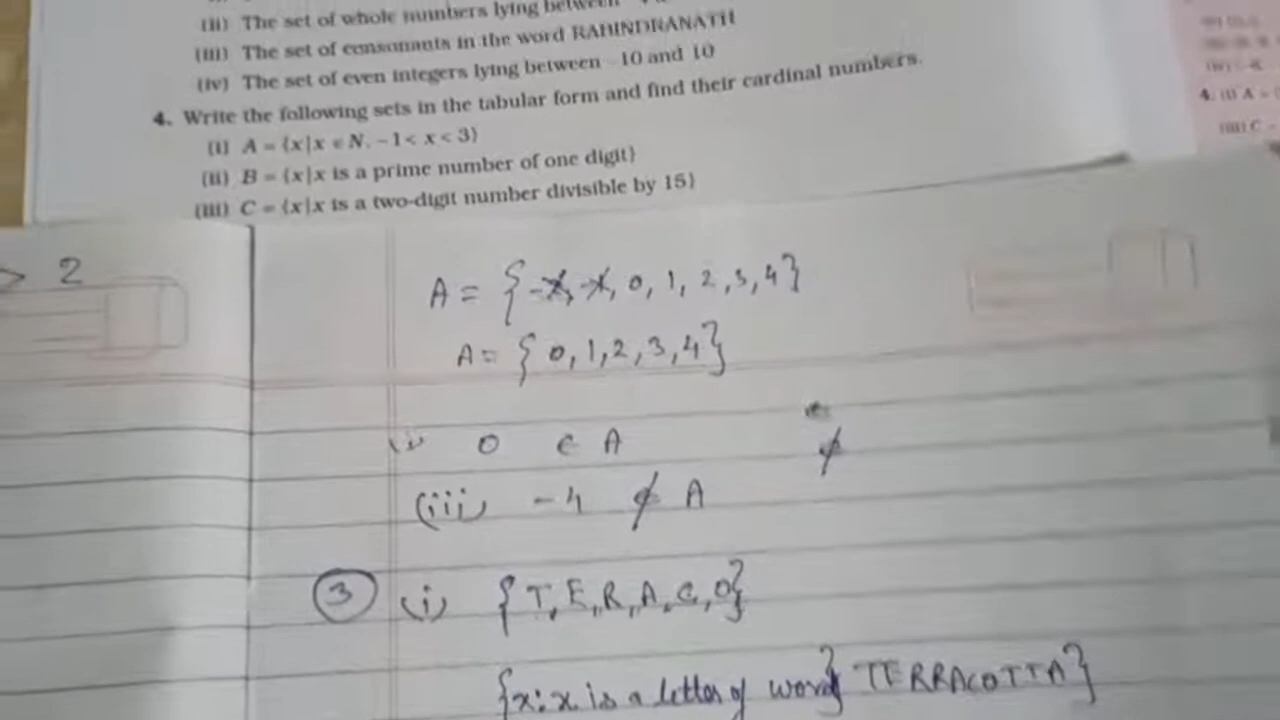 (ii) The set of whole numbers lying between
(iii) The set of consonants in the word RABINDRANATH
(iv) The set of even integers lying between -10 and 10
4. Write the following sets in the tabular form and find their cardinal numbers.
(i) A = {x|x ∈ N, -1 < x < 3}
(ii) B = {x|x is a prime number of one digit}
(iii) C = {x|x is a two-digit number divisible by 15}
4. (i) A = {
(iii) C =
> 2
A = { , 0, 1, 2, 3, 4}
A = {0, 1, 2, 3, 4}
0 ∈ A
∉
(iii) -4 ∉ A
3 (i) {T, E, R, A, C, O}
{x : x is a letter of word} TERRACOTTA}